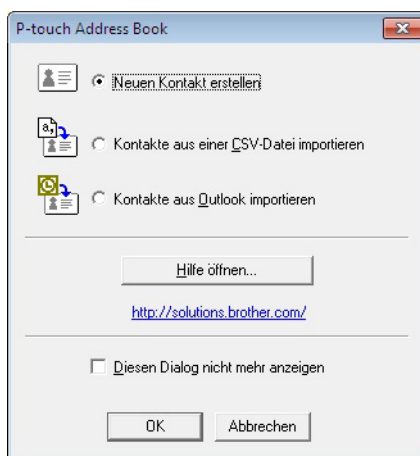 P-touch Address Book
Neuen Kontakt erstellen
a,
Kontakte aus einer CSV-Datei importieren
Kontakte aus Outlook importieren
Hilfe öffnen...
http://solutions.brother.com/
Diesen Dialog nicht mehr anzeigen
OK Abbrechen